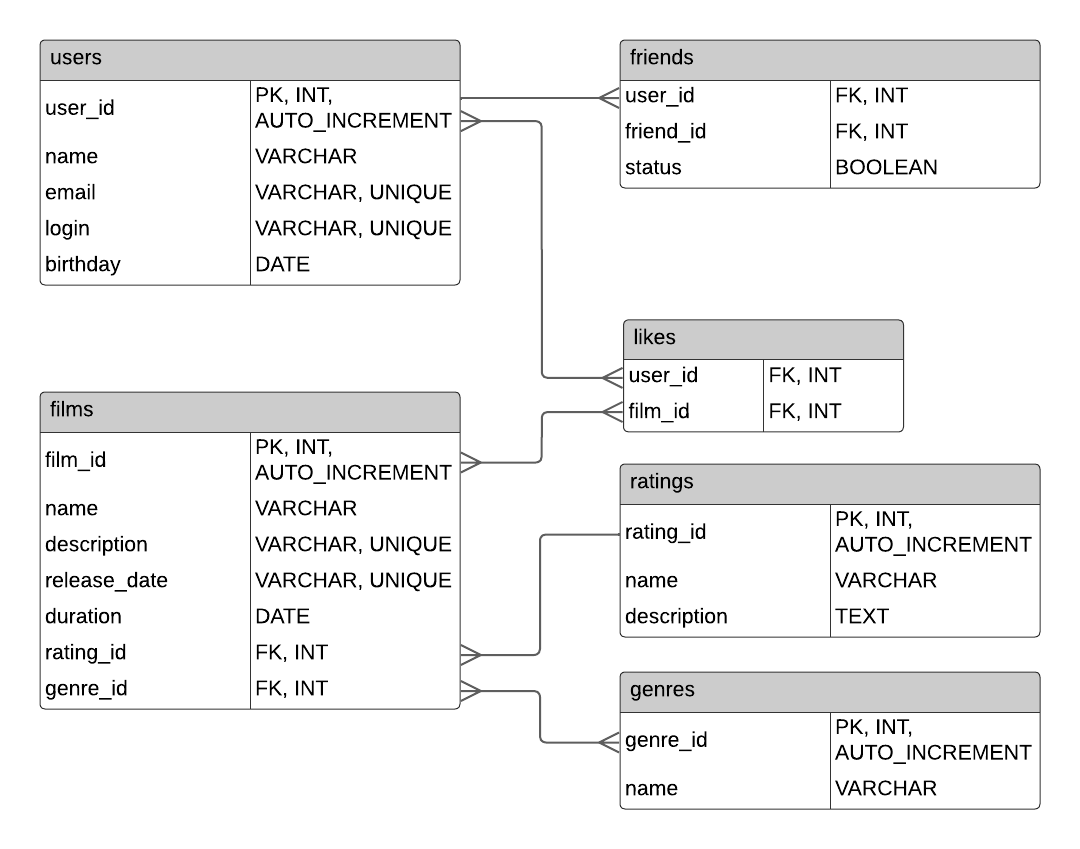 users
user_id
PK, INT,
AUTO_INCREMENT
name
VARCHAR
email
VARCHAR, UNIQUE
login
VARCHAR, UNIQUE
birthday
DATE
friends
user_id
FK, INT
friend_id
FK, INT
status
BOOLEAN
likes
user_id
FK, INT
film_id
FK, INT
films
film_id
PK, INT,
AUTO_INCREMENT
name
VARCHAR
description
VARCHAR, UNIQUE
release_date
VARCHAR, UNIQUE
duration
DATE
rating_id
FK, INT
genre_id
FK, INT
ratings
rating_id
PK, INT,
AUTO_INCREMENT
name
VARCHAR
description
TEXT
genres
genre_id
PK, INT,
AUTO_INCREMENT
name
VARCHAR